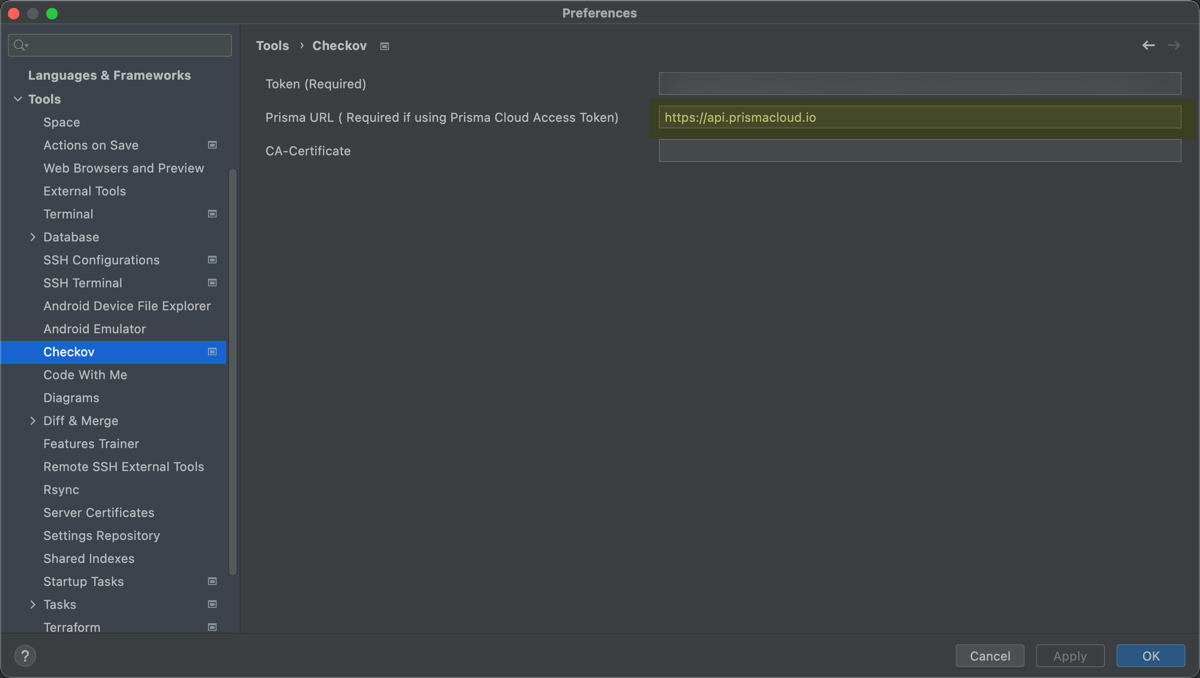 Preferences
Languages & Frameworks
Tools
Space
Actions on Save
Web Browsers and Preview
External Tools
Terminal
Database
SSH Configurations
SSH Terminal
Android Device File Explorer
Android Emulator
Checkov
Code With Me
Diagrams
Diff & Merge
Features Trainer
Remote SSH External Tools
Rsync
Server Certificates
Settings Repository
Shared Indexes
Startup Tasks
Tasks
Terraform
Tools › Checkov
Token (Required)
Prisma URL ( Required if using Prisma Cloud Access Token) https://api.prismacloud.io
CA-Certificate
? Cancel Apply OK